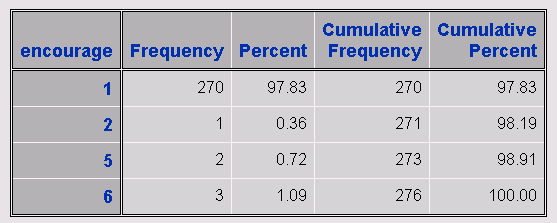 encourage Frequency Percent Cumulative Frequency Cumulative Percent
1 270 97.83 270 97.83
2 1 0.36 271 98.19
5 2 0.72 273 98.91
6 3 1.09 276 100.00